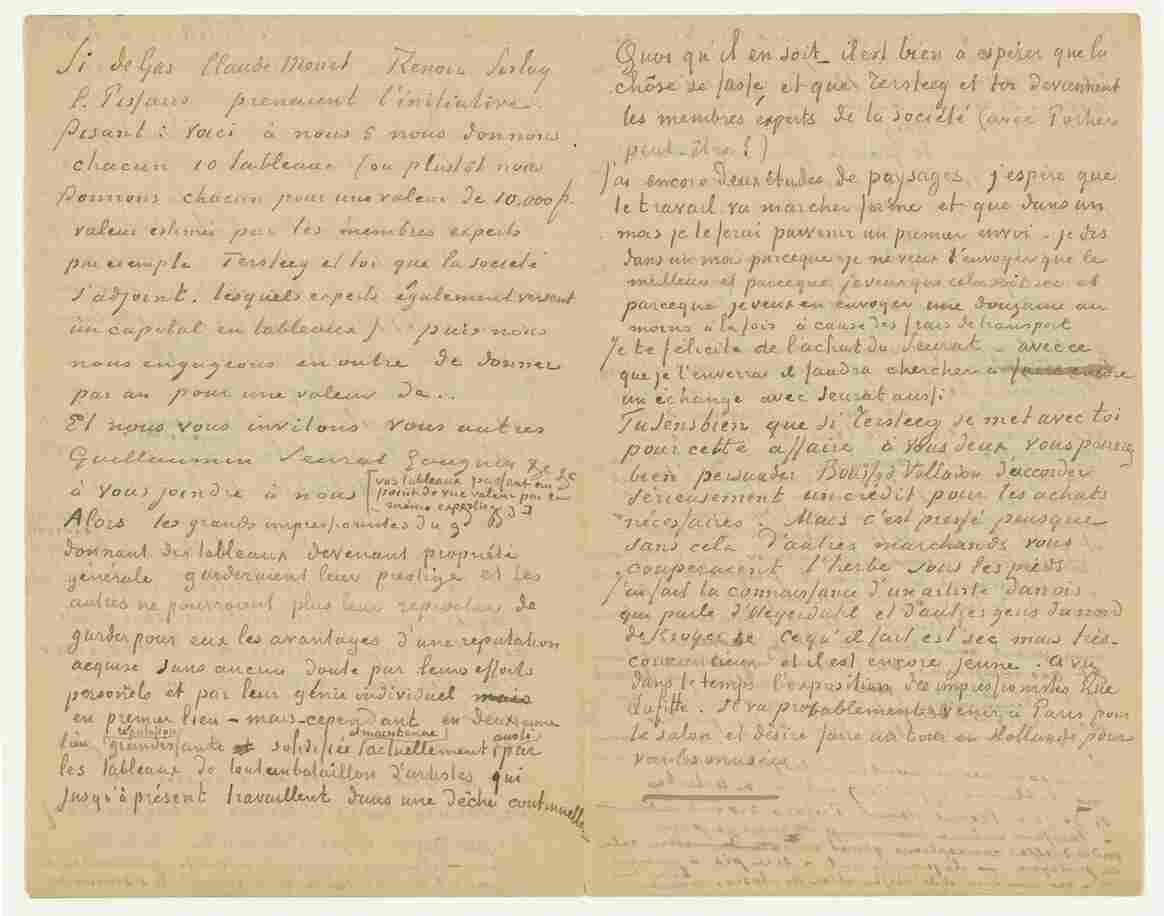 Si de Gas Claude Monet Renoir Sisley
C. Pissarro prenaient l'initiative
Disant: voici à nous 5 nous donnons
chacun 10 tableaux (ou plustôt nous
Donnons chacun pour une valeur de 10.000 f.
valeur estimée par les membres experts
par exemple Tersteeg et toi que la société
s'adjoint. lesquels experts également versent
un capital en tableaux) puis nous
nous engageons en outre de donner
par an pour une valeur de...
Et nous vous invitons vous autres
Guillaumin Seurat Gauguin &c &c
à vous joindre à nous [vos tableaux passant au
point de vue valeur par la
même expertise]
Alors les grands impressionistes du gd Bd
donnant des tableaux devenant propriété
générale garderaient leur prestige et les
autres ne pourraient plus leur reprocher de
garder pour eux les avantages d'une réputation
acquise sans aucun doute par leurs efforts
personels et par leur génie individuel mais
en premier lieu – mais cependant en deuxième
lieu réputation grandissante et solidifiée & maintenue actuellement aussi par
les tableaux de tout un bataillon d'artistes qui
jusqu'à présent travaillent dans une dèche continuelle.
Quoi qu'il en soit il est bien à espérer que la
chôse se fasse et que Tersteeg et toi deviennent
les membres experts de la société (avec Portier
peut-être?)
J'ai encore deux études de paysages, j'espère que
le travail va marcher ferme et que dans un
mois je te ferai parvenir un premier envoi – je dis
dans un mois parceque je ne veux t'envoyer que le
meilleur et parceque je veux que cela soit sec et
parceque je veux en envoyer une douzaine au
moins à la fois à cause des frais de transport
Je te félicite de l'achat du Seurat – avec ce
que je t'enverrai il faudra chercher à faire encore
un échange avec Seurat aussi
Tu sens bien que si Tersteeg se met avec toi
pour cette affaire à vous deux vous pourrez
bien persuader Boussod Valladon d'accorder
sérieusement un crédit pour les achats
nécessaires. Mais c'est pressé puisque
sans cela d'autres marchands vous
couperaient l'herbe sous les pieds
J'ai fait la connaissance d'un artiste danois
qui parle d'Heyerdahl et d'autres gens du nord
de Kroyer &c ce qu'il fait est sec mais très-
consciencieux et il est encore jeune. A vu
dans le temps l'exposition des impressionistes Rue
Lafitte. Il va probablement venir à Paris pour
le salon et désire faire un tour en Hollande pour
voir les musées